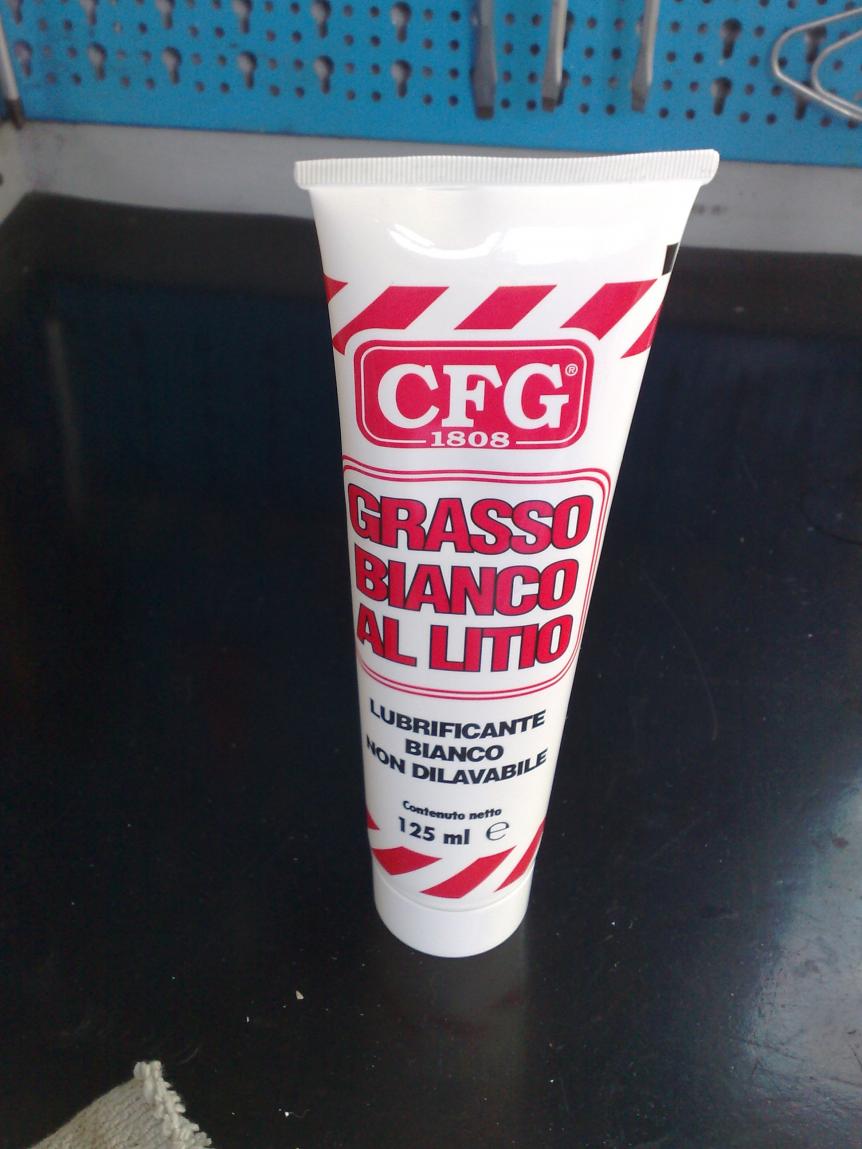 CFG®
1808
GRASSO
BIANCO
AL LITIO
LUBRIFICANTE
BIANCO
NON DILAVABILE
Contenuto netto
125 ml ℮